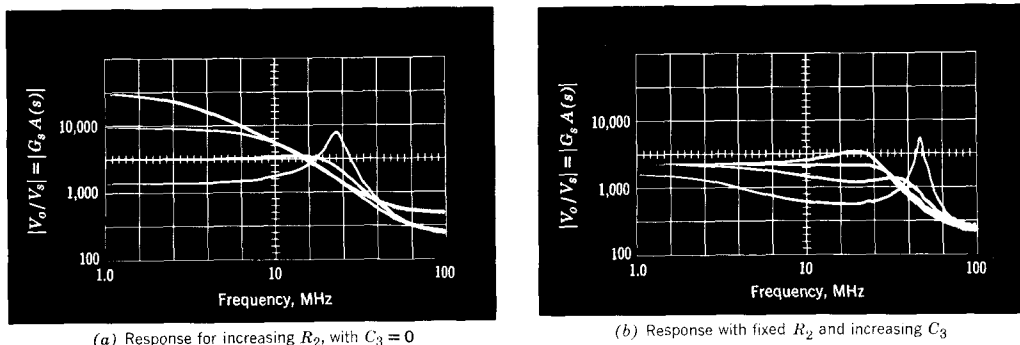 |V_o/V_s| = |G_s A(s)|
10,000
1,000
100
1.0
10
100
Frequency, MHz
(a) Response for increasing R_2, with C_3 = 0
|V_o/V_s| = |G_s A(s)|
10,000
1,000
100
1.0
10
100
Frequency, MHz
(b) Response with fixed R_2 and increasing C_3